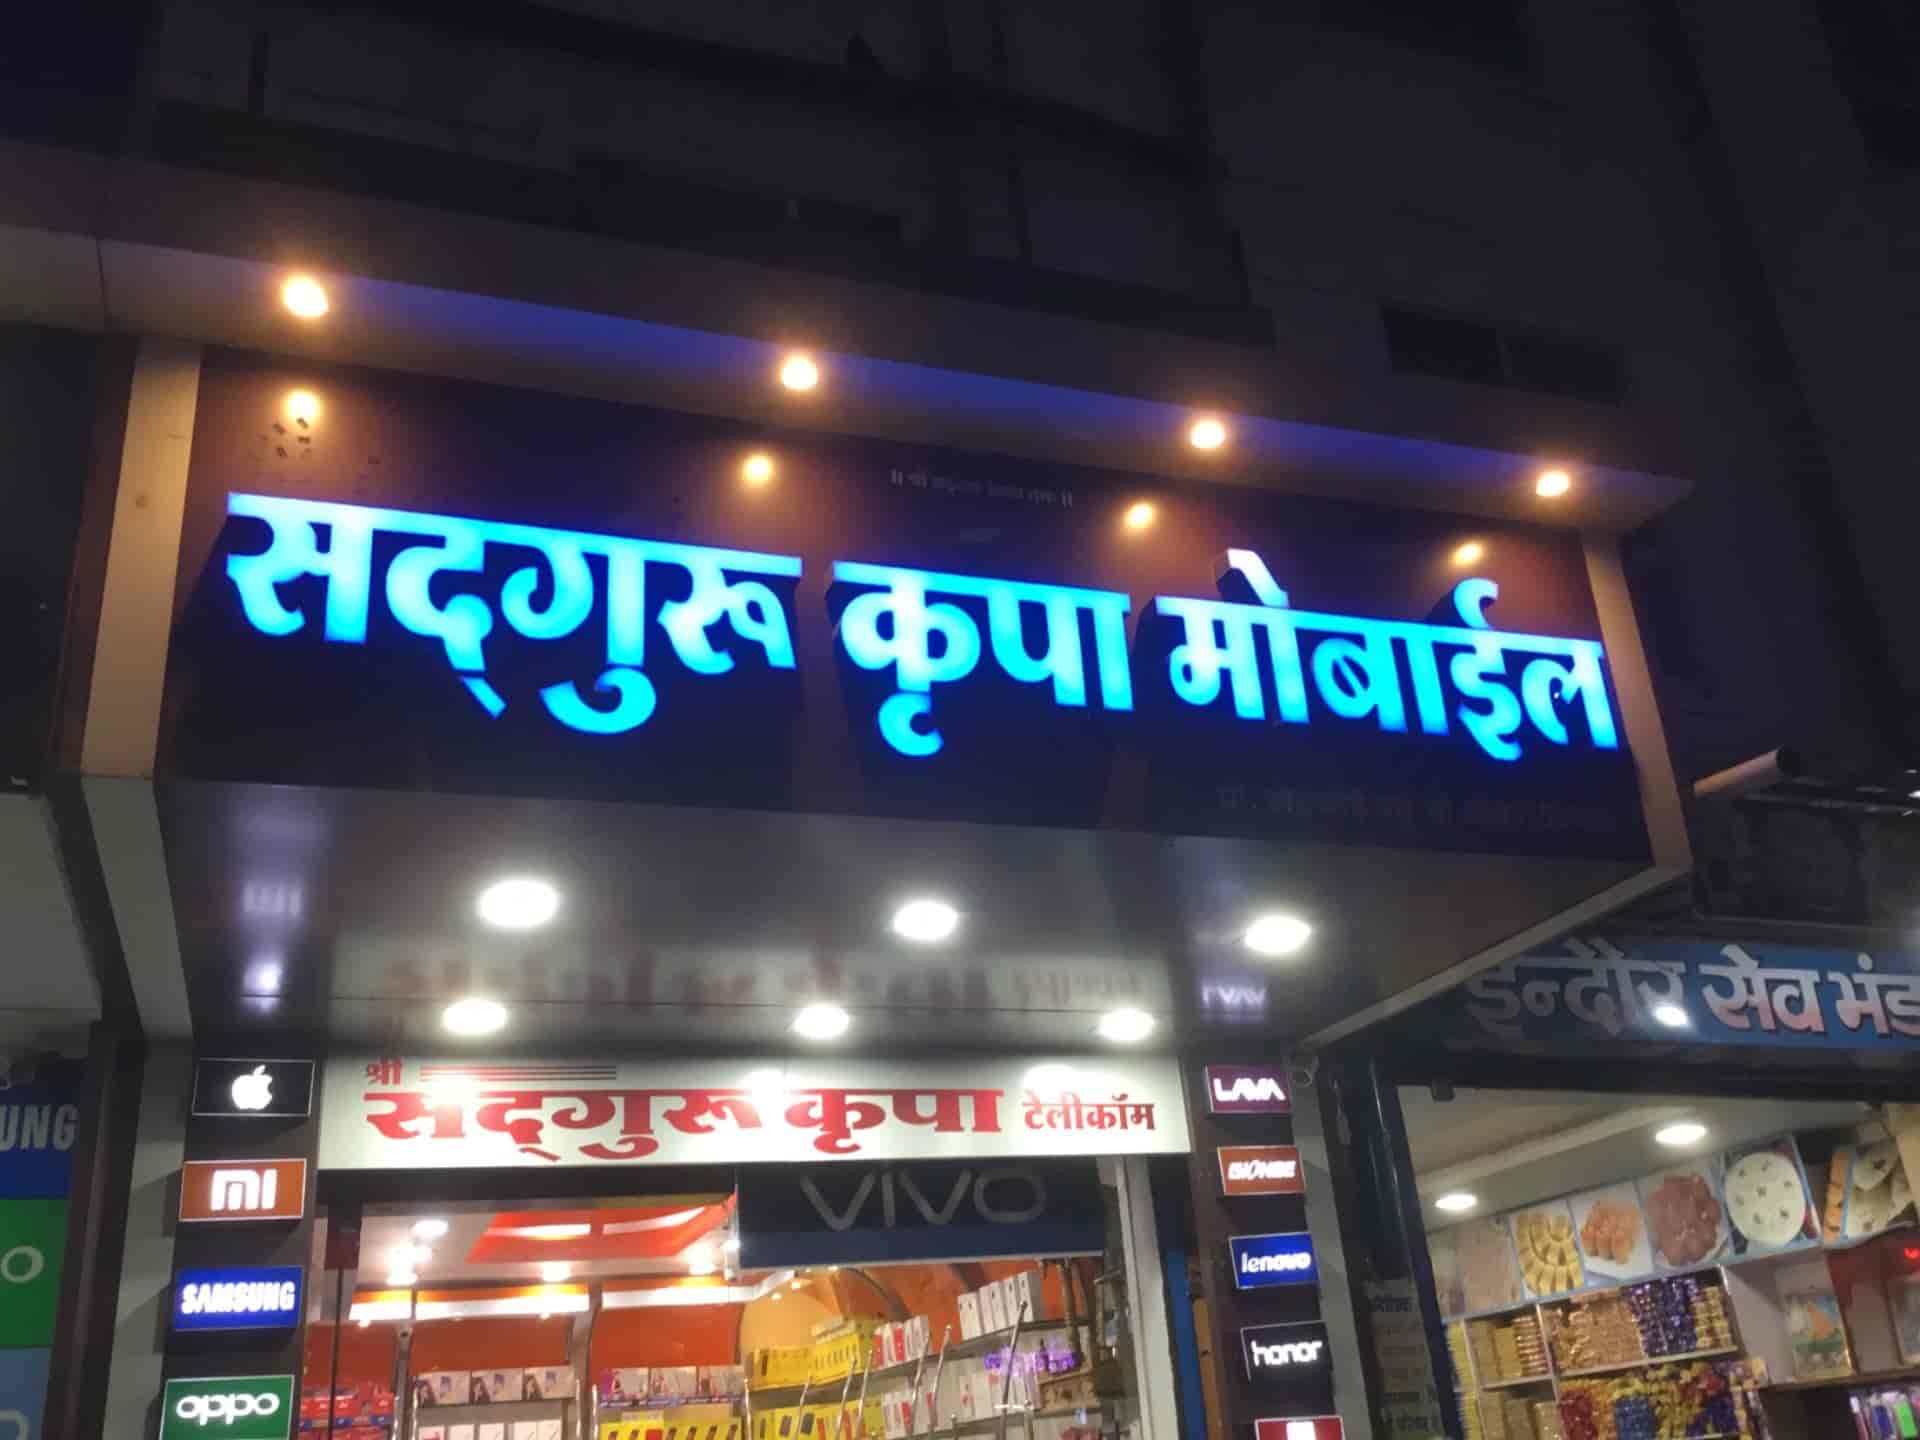 सद्‌गुरू कृपा मोबाईल
इन्दौर सेव भंड
श्री
सद्‌गुरू कृपा टेलीकॉम
LAVA
UNG
MI
GIONEE
VIVO
SAMSUNG
lenovo
honor
oppo